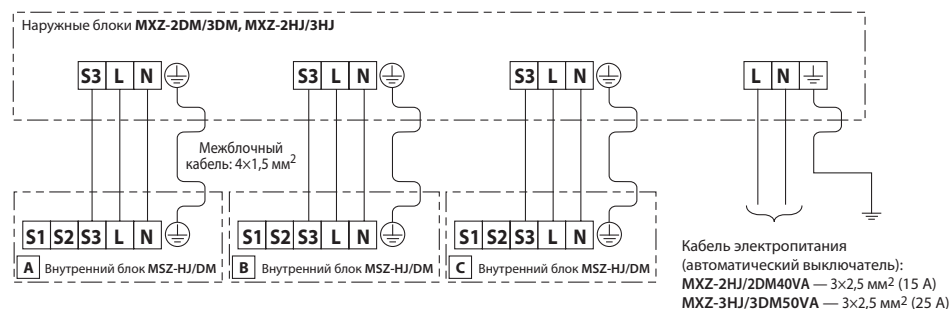 Наружные блоки MXZ-2DM/3DM, MXZ-2HJ/3HJ
S3 L N
S3 L N
S3 L N
L N
Межблочный
кабель: 4×1,5 мм²
S1 S2 S3 L N
S1 S2 S3 L N
S1 S2 S3 L N
A Внутренний блок MSZ-HJ/DM
B Внутренний блок MSZ-HJ/DM
C Внутренний блок MSZ-HJ/DM
Кабель электропитания
(автоматический выключатель):
MXZ-2HJ/2DM40VA — 3×2,5 мм² (15 А)
MXZ-3HJ/3DM50VA — 3×2,5 мм² (25 А)